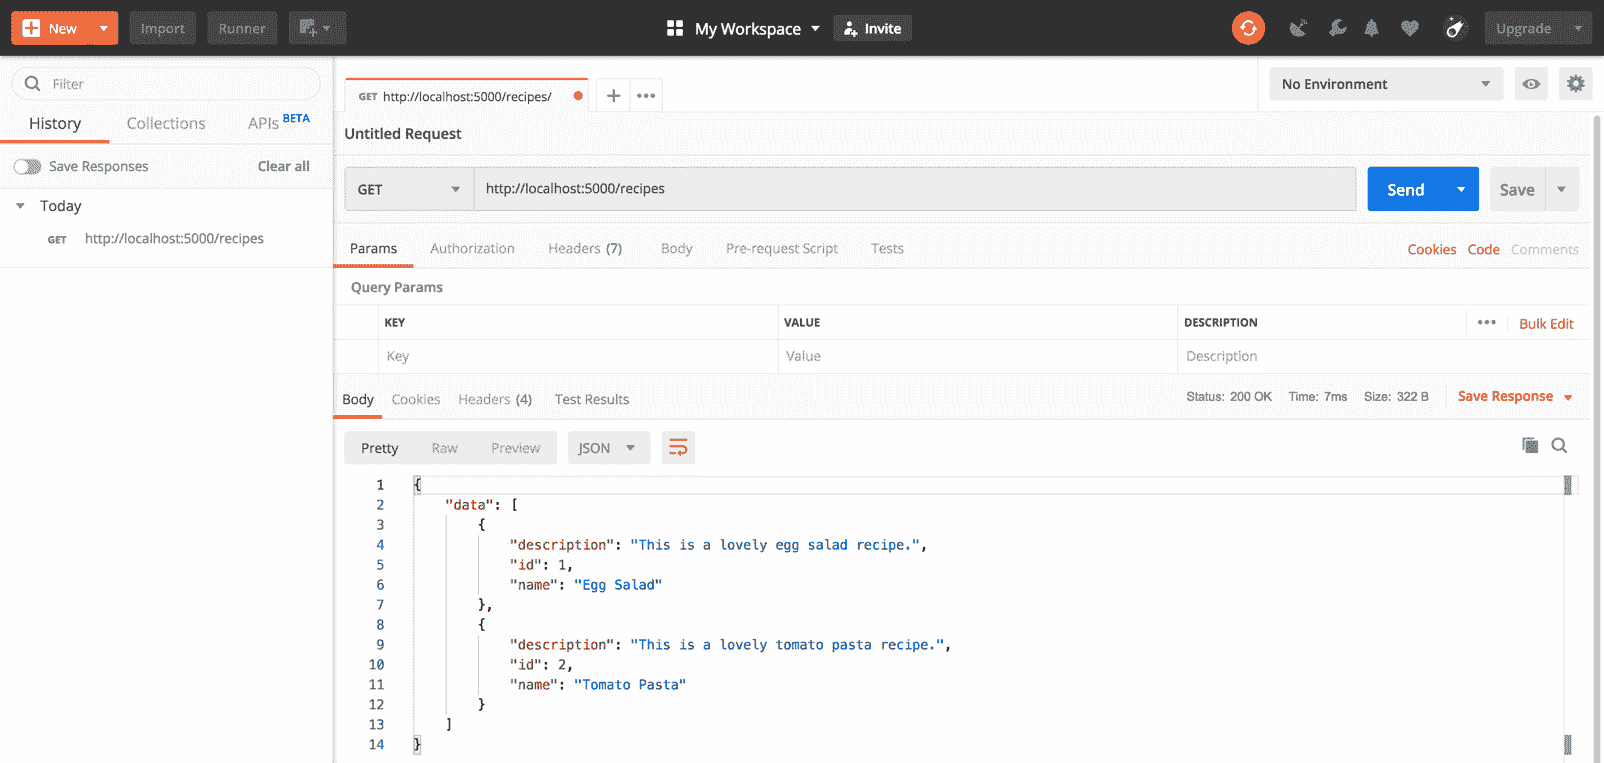 New Import Runner My Workspace Invite Upgrade
Filter
History Collections APIs BETA
Save Responses Clear all
Today
GET http://localhost:5000/recipes
GET http://localhost:5000/recipes/ No Environment
Untitled Request
GET http://localhost:5000/recipes Send Save
Params Authorization Headers (7) Body Pre-request Script Tests Cookies Code Comments
Query Params
KEY VALUE DESCRIPTION ••• Bulk Edit
Key Value Description
Body Cookies Headers (4) Test Results Status: 200 OK Time: 7ms Size: 322 B Save Response
Pretty Raw Preview JSON
1 {
2 "data": [
3 {
4 "description": "This is a lovely egg salad recipe.",
5 "id": 1,
6 "name": "Egg Salad"
7 },
8 {
9 "description": "This is a lovely tomato pasta recipe.",
10 "id": 2,
11 "name": "Tomato Pasta"
12 }
13 ]
14 }